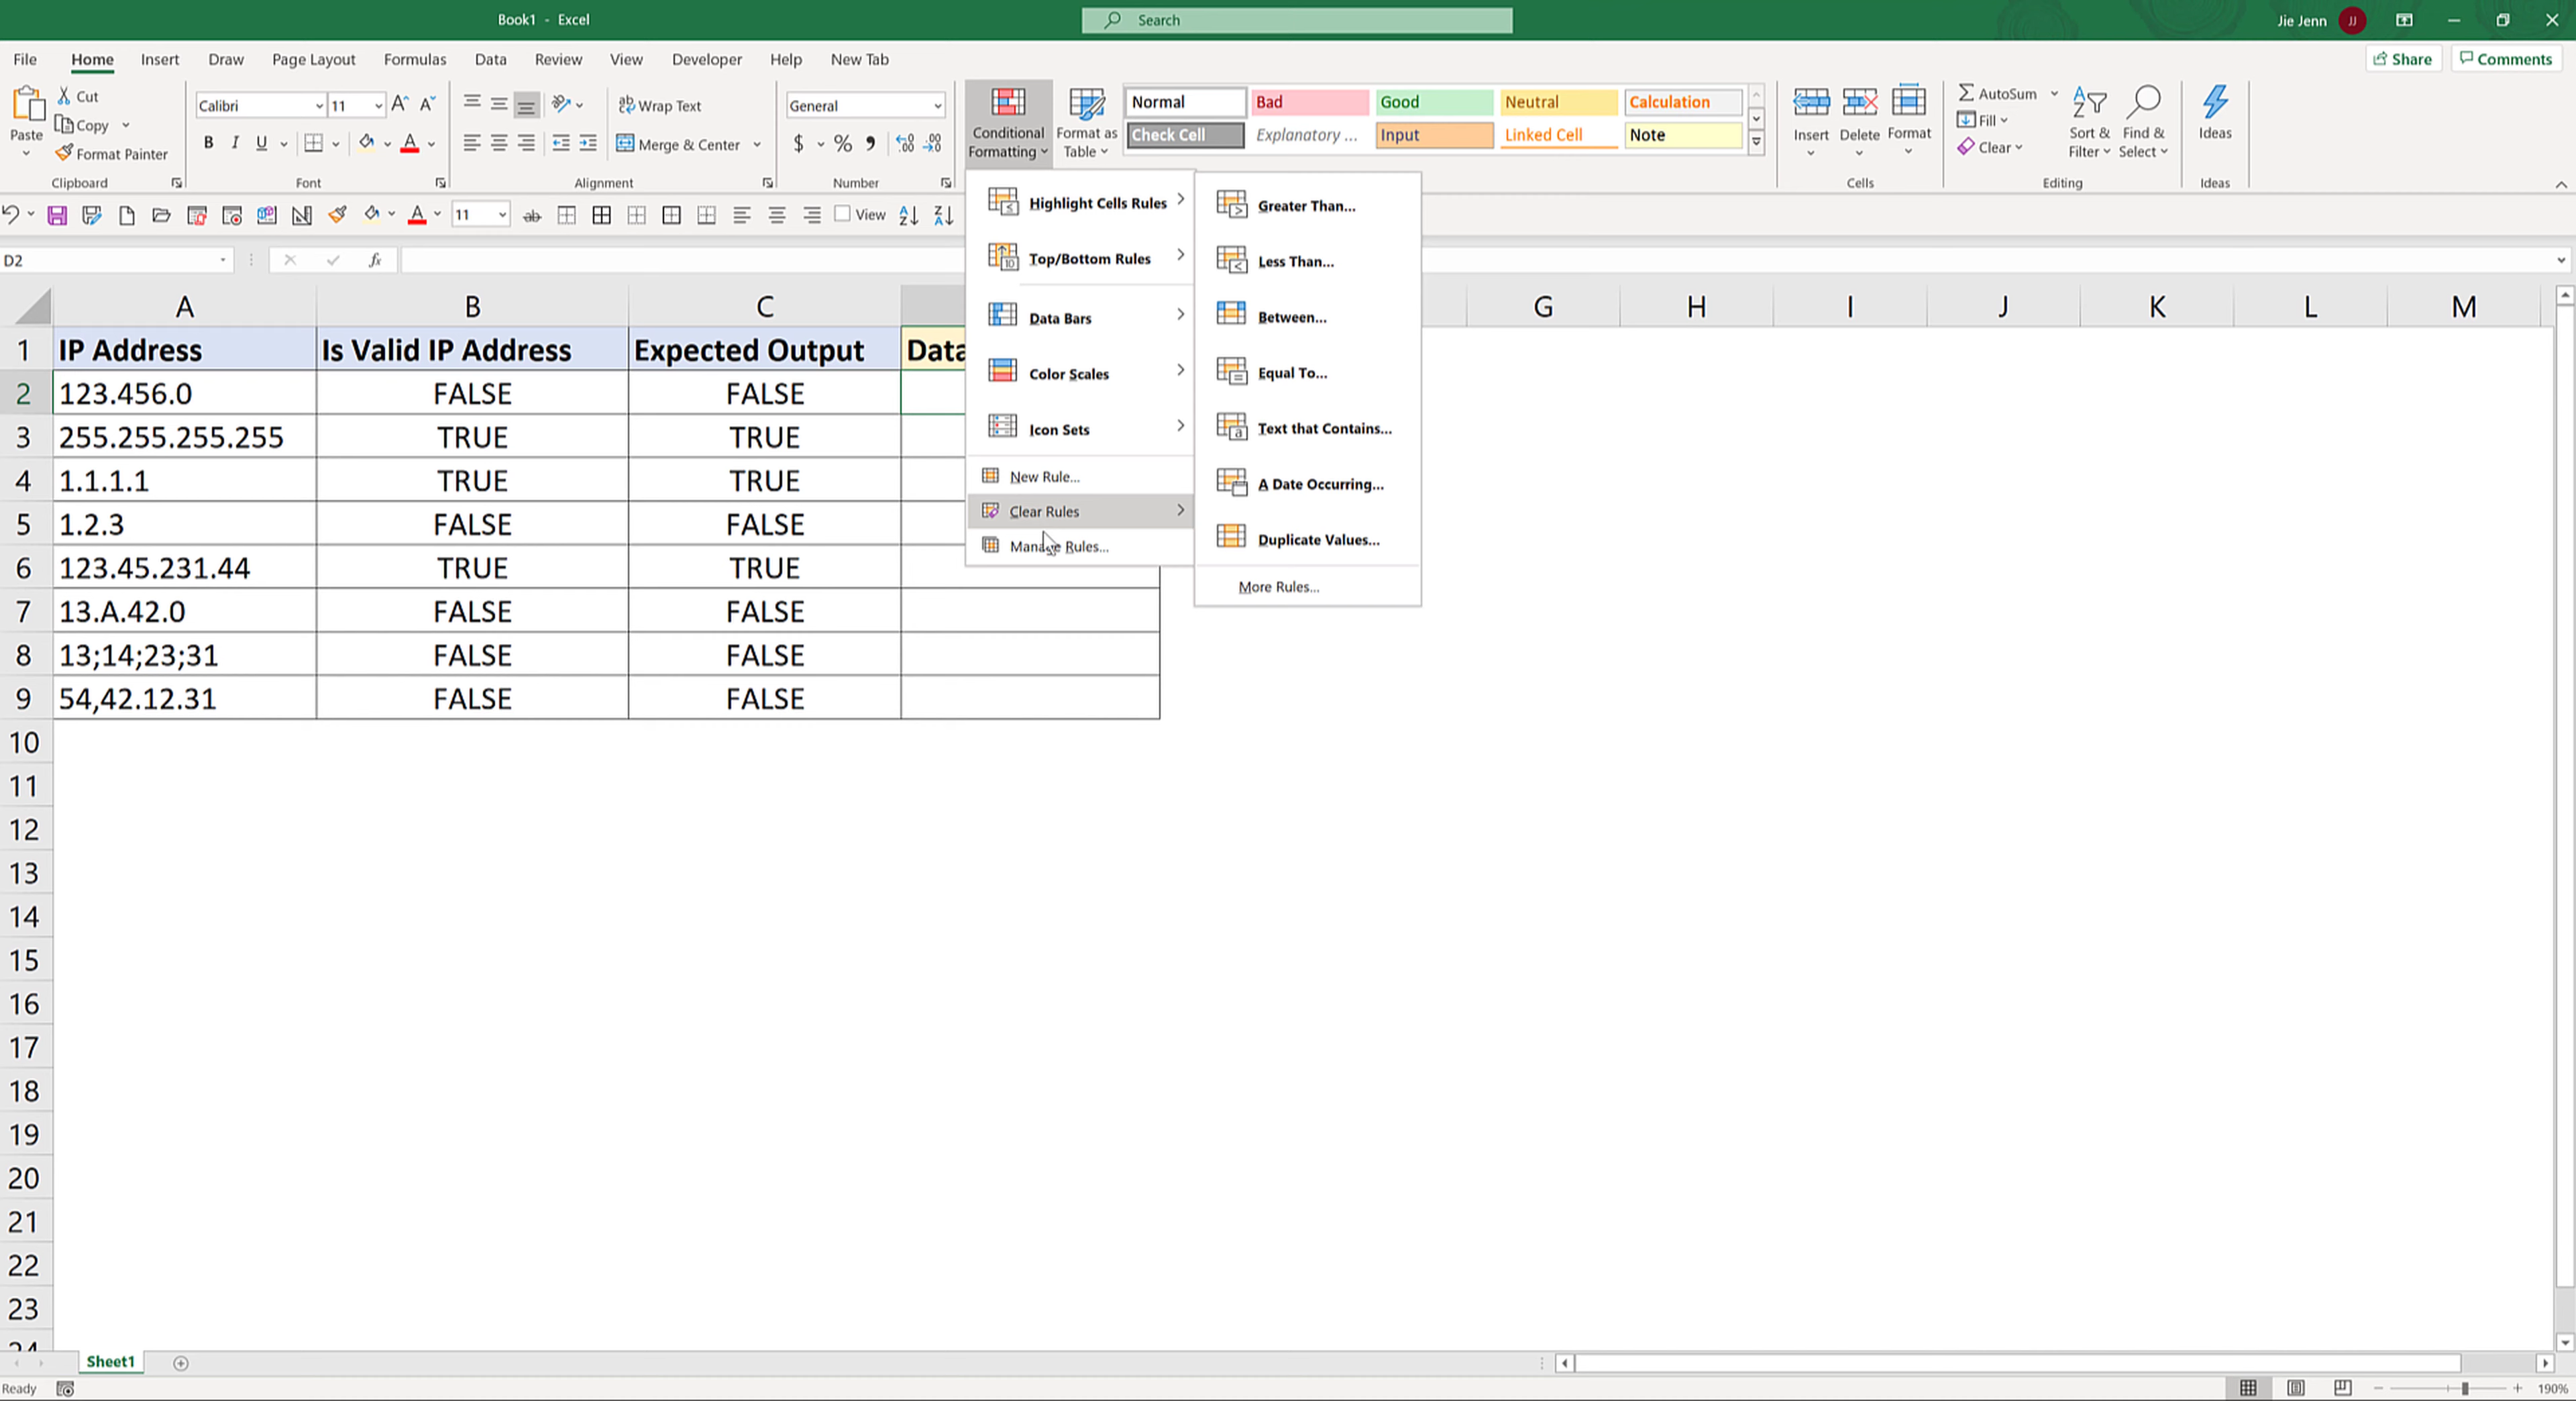 Book1 - Excel
Search
Jie Jenn JJ
File Home Insert Draw Page Layout Formulas Data Review View Developer Help New Tab Share Comments
Paste
Cut
Copy
Format Painter
Clipboard
Calibri 11
B I U
Font
Wrap Text
Merge & Center
Alignment
General
$ %
Number
Conditional Formatting
Format as Table
Normal Bad Good Neutral Calculation
Check Cell Explanatory ... Input Linked Cell Note
Insert Delete Format
Cells
AutoSum
Fill
Clear
Sort & Filter
Find & Select
Editing
Ideas
Ideas
11 View
D2 fx
Highlight Cells Rules
Top/Bottom Rules
Data Bars
Color Scales
Icon Sets
New Rule...
Clear Rules
Manage Rules...
Greater Than...
Less Than...
Between...
Equal To...
Text that Contains...
A Date Occurring...
Duplicate Values...
More Rules...
A B C G H I J K L M
1 IP Address Is Valid IP Address Expected Output Data
2 123.456.0 FALSE FALSE
3 255.255.255.255 TRUE TRUE
4 1.1.1.1 TRUE TRUE
5 1.2.3 FALSE FALSE
6 123.45.231.44 TRUE TRUE
7 13.A.42.0 FALSE FALSE
8 13;14;23;31 FALSE FALSE
9 54,42.12.31 FALSE FALSE
10
11
12
13
14
15
16
17
18
19
20
21
22
23
24
Sheet1
Ready
190%